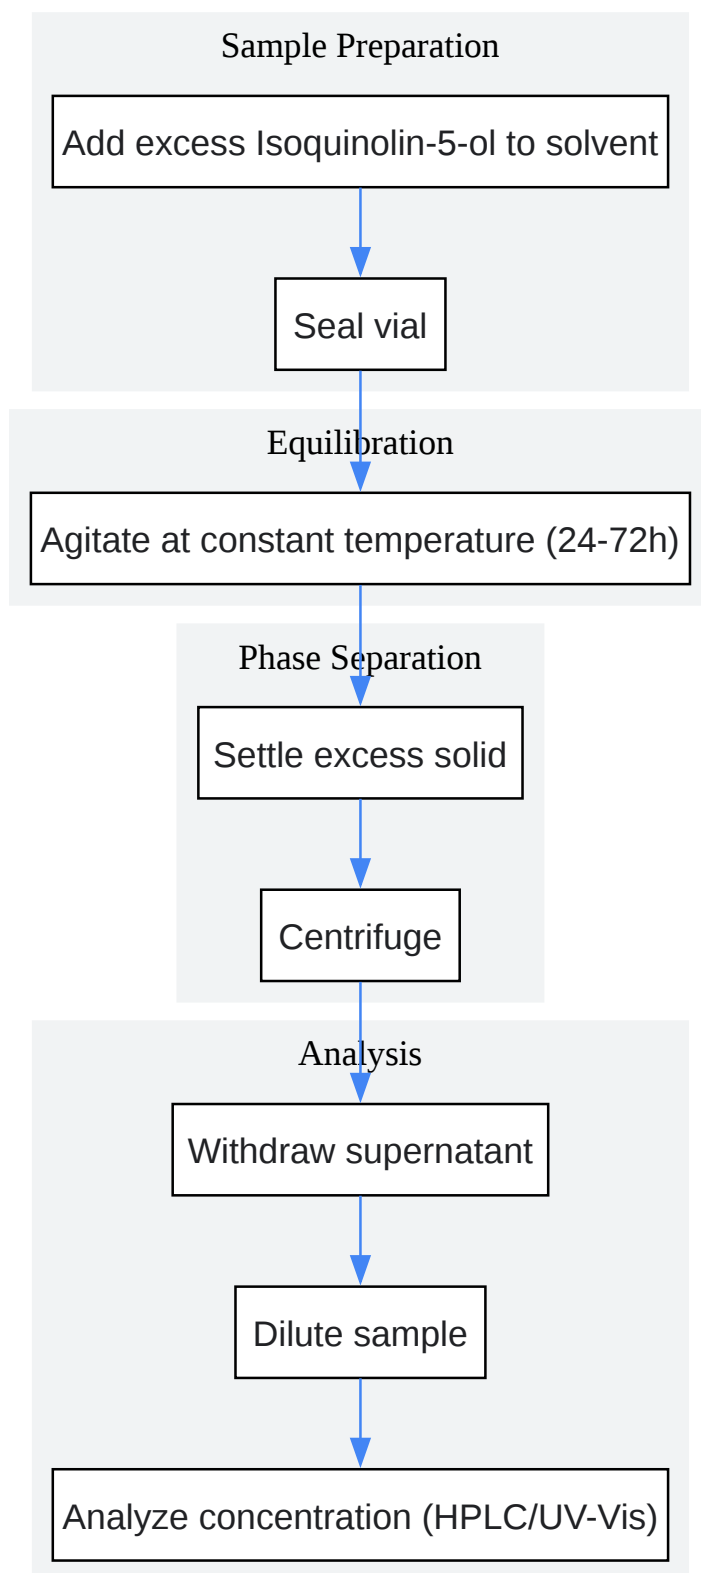 Sample Preparation
Add excess Isoquinolin-5-ol to solvent
Seal vial
Equilibration
Agitate at constant temperature (24-72h)
Phase Separation
Settle excess solid
Centrifuge
Analysis
Withdraw supernatant
Dilute sample
Analyze concentration (HPLC/UV-Vis)